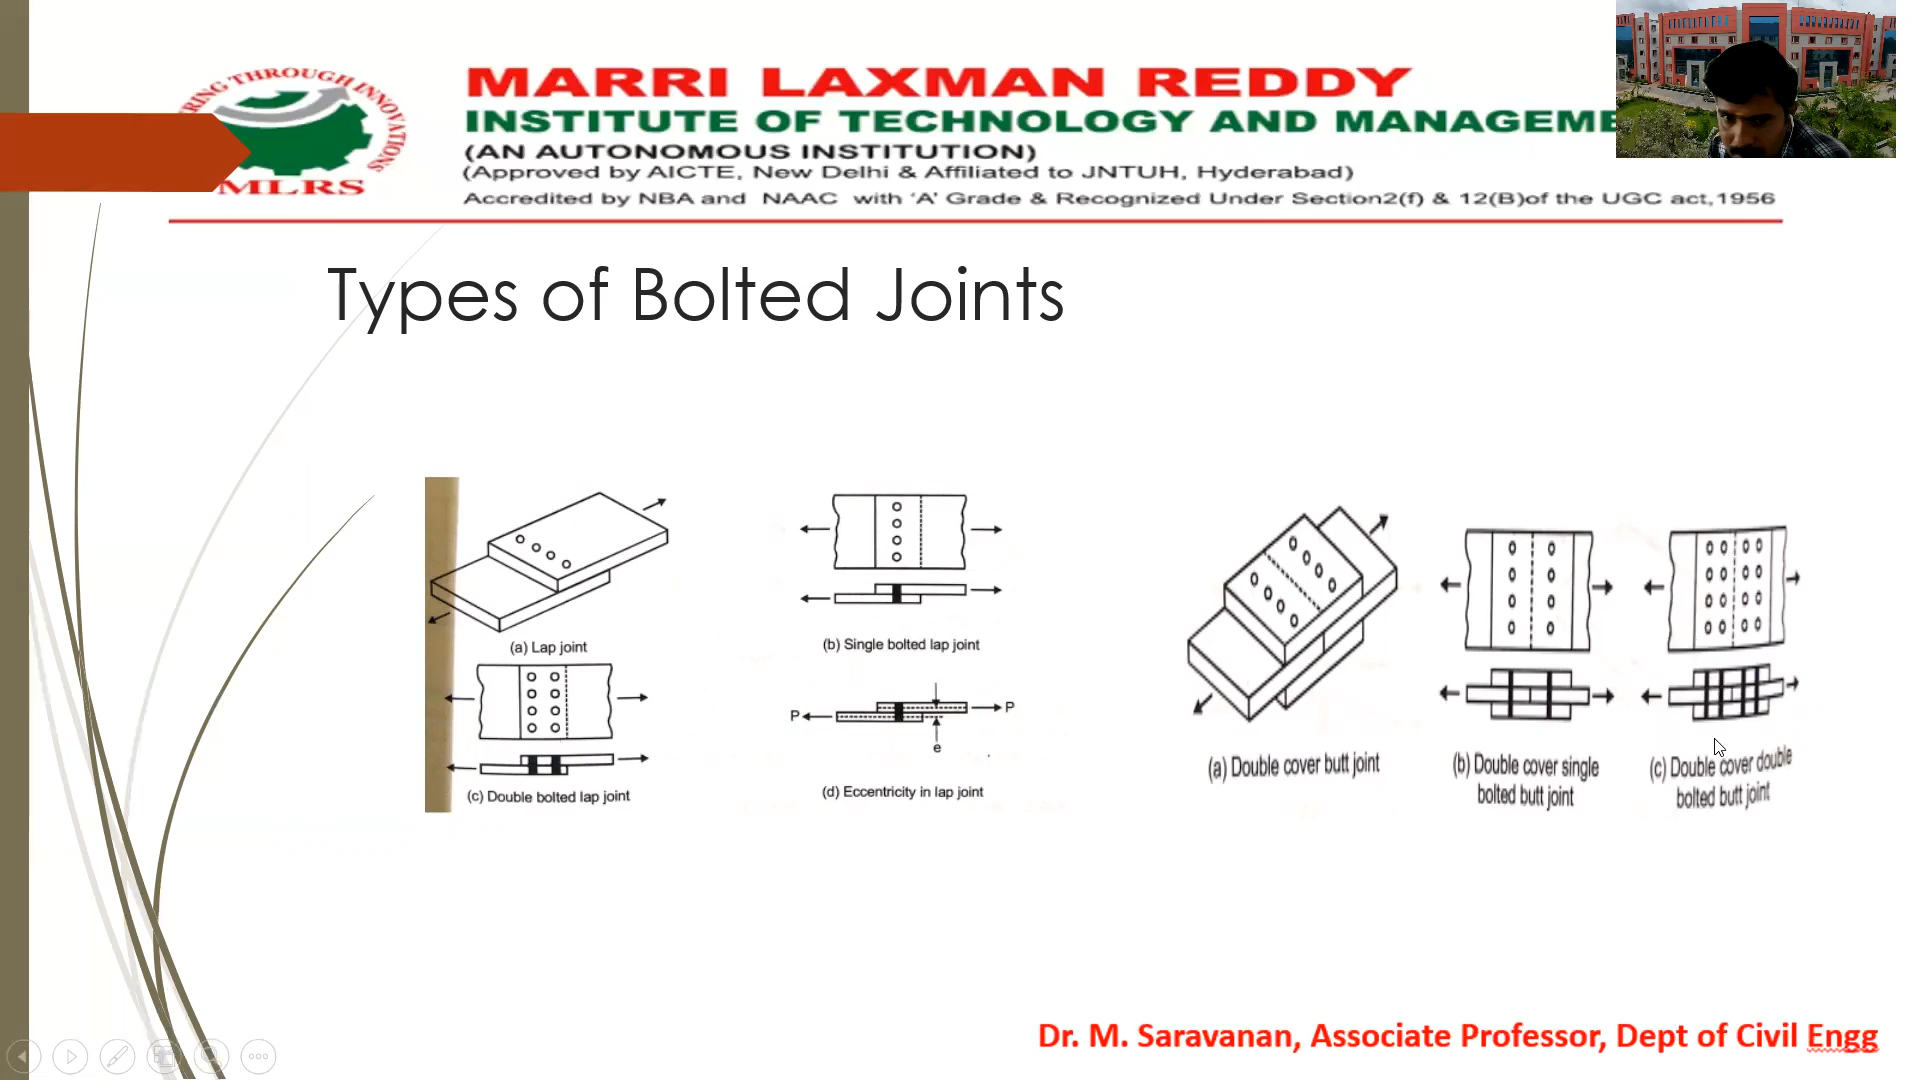 MARRI LAXMAN REDDY
INSTITUTE OF TECHNOLOGY AND MANAGEME
(AN AUTONOMOUS INSTITUTION)
(Approved by AICTE, New Delhi & Affiliated to JNTUH, Hyderabad)
Accredited by NBA and NAAC with 'A' Grade & Recognized Under Section2(f) & 12(B)of the UGC act,1956
RING THROUGH INNOVATIONS
MLRS
Types of Bolted Joints
(a) Lap joint
(b) Single bolted lap joint
P P
e
(c) Double bolted lap joint
(d) Eccentricity in lap joint
(a) Double cover butt joint
(b) Double cover single
bolted butt joint
(c) Double cover double
bolted butt joint
Dr. M. Saravanan, Associate Professor, Dept of Civil Engg